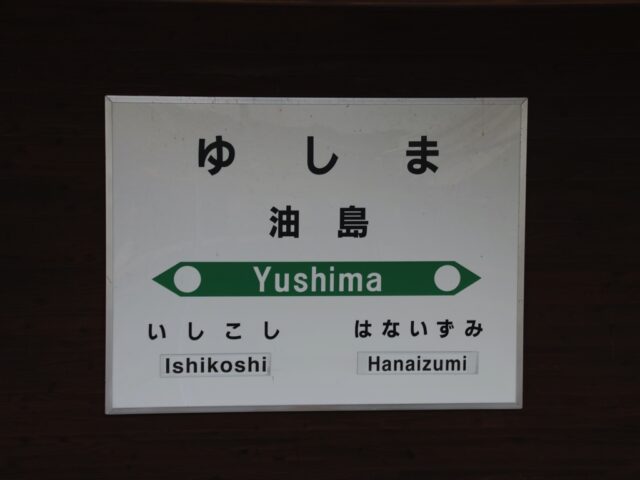 ゆしま
油島
Yushima
いしこし はないずみ
Ishikoshi Hanaizumi